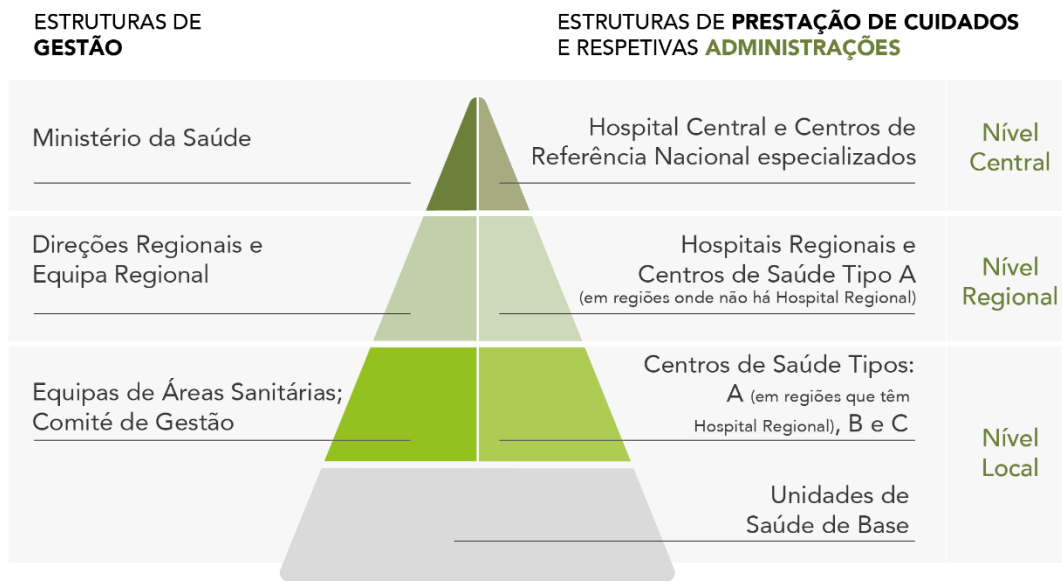 ESTRUTURAS DE
GESTÃO
ESTRUTURAS DE PRESTAÇÃO DE CUIDADOS
E RESPETIVAS ADMINISTRAÇÕES
Ministério da Saúde
Hospital Central e Centros de
Referência Nacional especializados
Nível
Central
Direções Regionais e
Equipa Regional
Hospitais Regionais e
Centros de Saúde Tipo A
(em regiões onde não há Hospital Regional)
Nível
Regional
Equipas de Áreas Sanitárias;
Comité de Gestão
Centros de Saúde Tipos:
A (em regiões que têm
Hospital Regional), B e C
Nível
Local
Unidades de
Saúde de Base